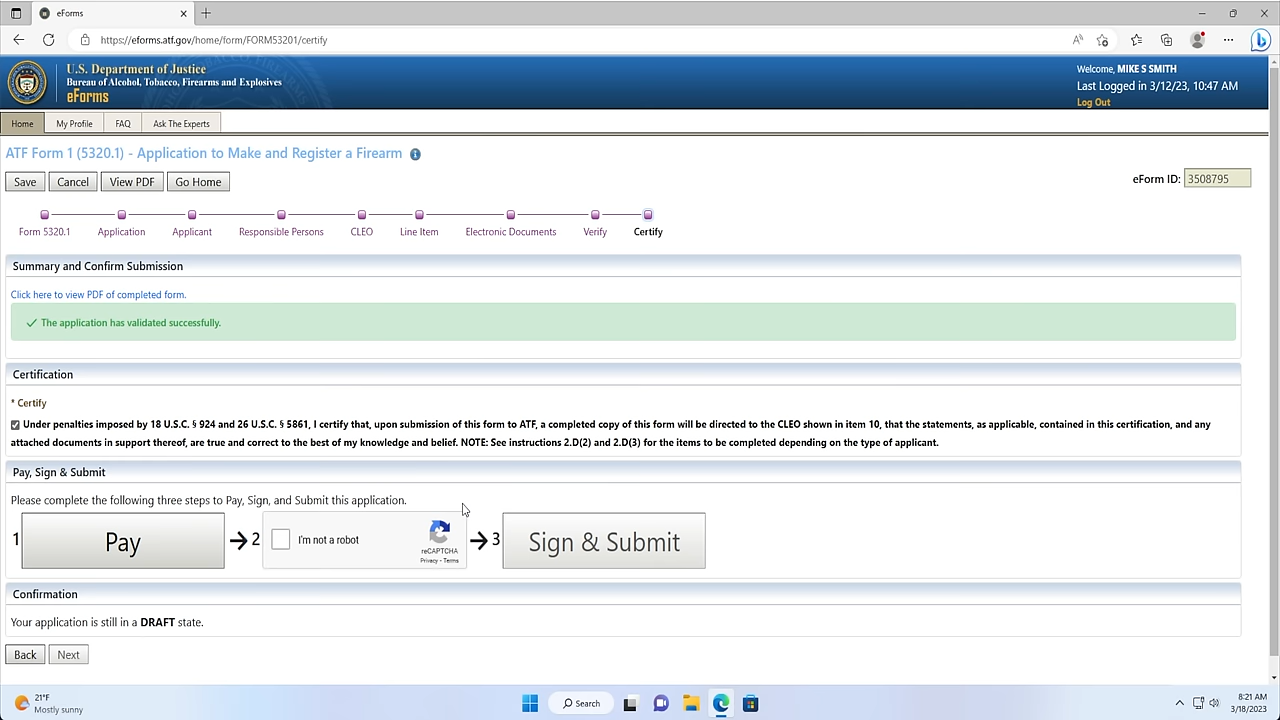 eForms
https://eforms.atf.gov/home/form/FORM53201/certify
U.S. Department of Justice
Bureau of Alcohol, Tobacco, Firearms and Explosives
eForms
Welcome, MIKE S SMITH
Last Logged in 3/12/23, 10:47 AM
Log Out
Home My Profile FAQ Ask The Experts
ATF Form 1 (5320.1) - Application to Make and Register a Firearm
Save Cancel View PDF Go Home
eForm ID: 3508795
Form 5320.1 Application Applicant Responsible Persons CLEO Line Item Electronic Documents Verify Certify
Summary and Confirm Submission
Click here to view PDF of completed form.
The application has validated successfully.
Certification
* Certify
Under penalties imposed by 18 U.S.C. § 924 and 26 U.S.C. § 5861, I certify that, upon submission of this form to ATF, a completed copy of this form will be directed to the CLEO shown in item 10, that the statements, as applicable, contained in this certification, and any
attached documents in support thereof, are true and correct to the best of my knowledge and belief. NOTE: See instructions 2.D(2) and 2.D(3) for the items to be completed depending on the type of applicant.
Pay, Sign & Submit
Please complete the following three steps to Pay, Sign, and Submit this application.
1 Pay 2 I'm not a robot 3 Sign & Submit
reCAPTCHA
Privacy - Terms
Confirmation
Your application is still in a DRAFT state.
Back Next
21°F
Mostly sunny
Search
8:21 AM
3/18/2023